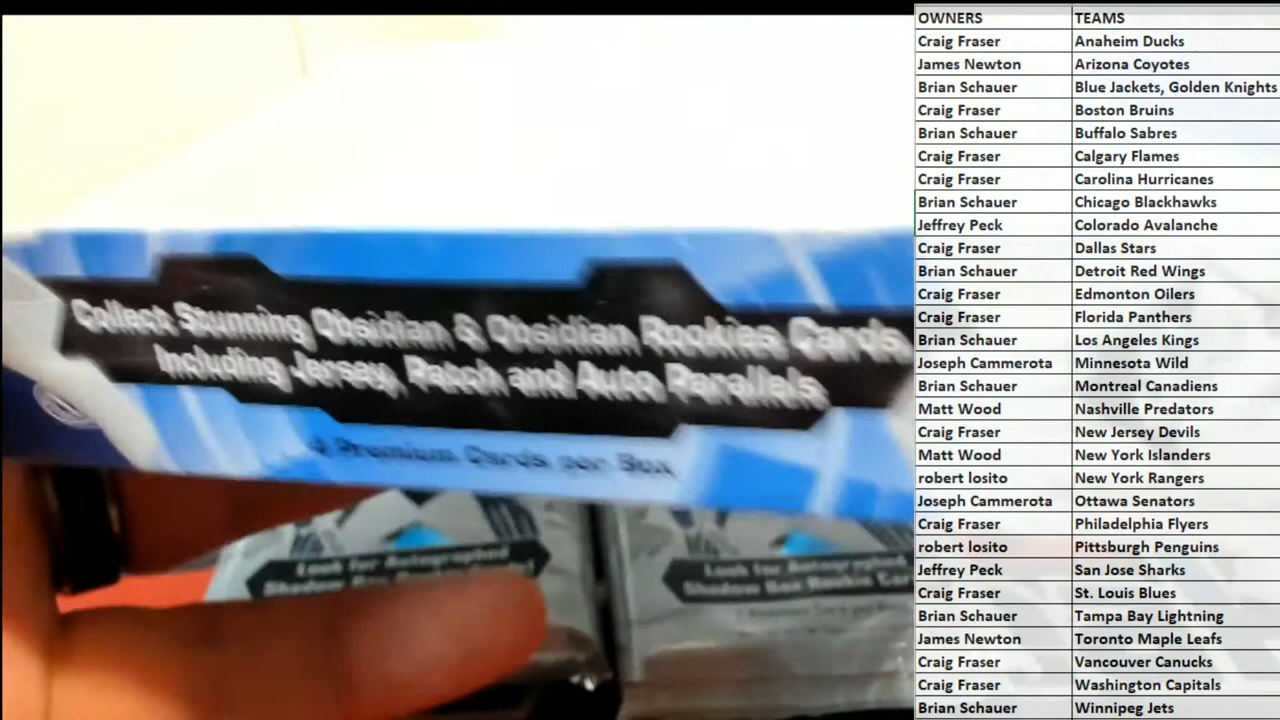 Collect Stunning Obsidian & Obsidian Rookies Cards
Including Jersey, Patch and Auto Parallels
Premium Cards per Box
Look for Autographed
Shadow Box
Look for Autographed
Shadow Box Rookie
OWNERS TEAMS
Craig Fraser Anaheim Ducks
James Newton Arizona Coyotes
Brian Schauer Blue Jackets, Golden Knights
Craig Fraser Boston Bruins
Brian Schauer Buffalo Sabres
Craig Fraser Calgary Flames
Craig Fraser Carolina Hurricanes
Brian Schauer Chicago Blackhawks
Jeffrey Peck Colorado Avalanche
Craig Fraser Dallas Stars
Brian Schauer Detroit Red Wings
Craig Fraser Edmonton Oilers
Craig Fraser Florida Panthers
Brian Schauer Los Angeles Kings
Joseph Cammerota Minnesota Wild
Brian Schauer Montreal Canadiens
Matt Wood Nashville Predators
Craig Fraser New Jersey Devils
Matt Wood New York Islanders
robert losito New York Rangers
Joseph Cammerota Ottawa Senators
Craig Fraser Philadelphia Flyers
robert losito Pittsburgh Penguins
Jeffrey Peck San Jose Sharks
Craig Fraser St. Louis Blues
Brian Schauer Tampa Bay Lightning
James Newton Toronto Maple Leafs
Craig Fraser Vancouver Canucks
Craig Fraser Washington Capitals
Brian Schauer Winnipeg Jets